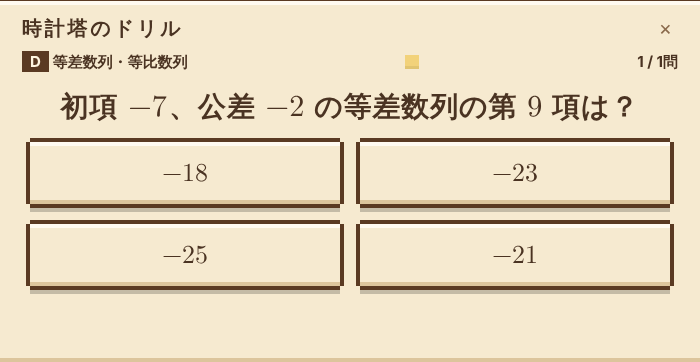 時計塔のドリル ×
D 等差数列・等比数列 1 / 1問
初項 −7、公差 −2 の等差数列の第 9 項は？
−18 −23
−25 −21